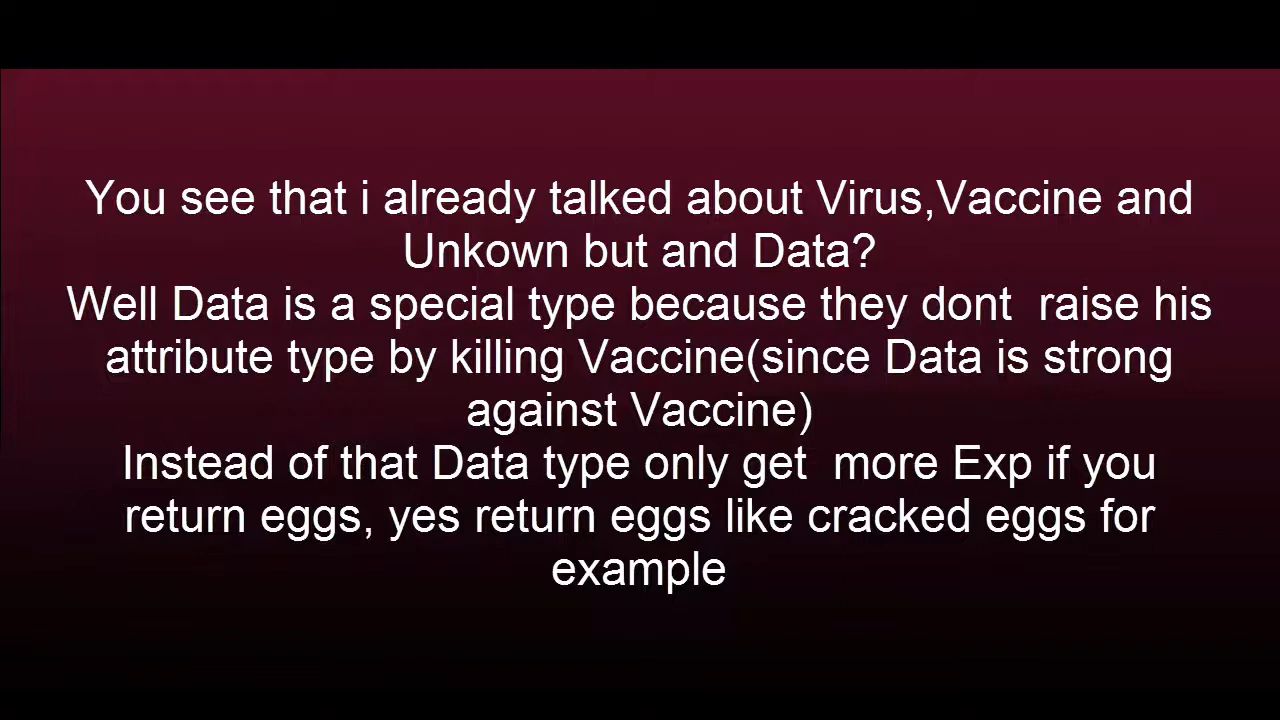 You see that i already talked about Virus,Vaccine and
Unkown but and Data?
Well Data is a special type because they dont  raise his
attribute type by killing Vaccine(since Data is strong
against Vaccine)
Instead of that Data type only get  more Exp if you
return eggs, yes return eggs like cracked eggs for
example